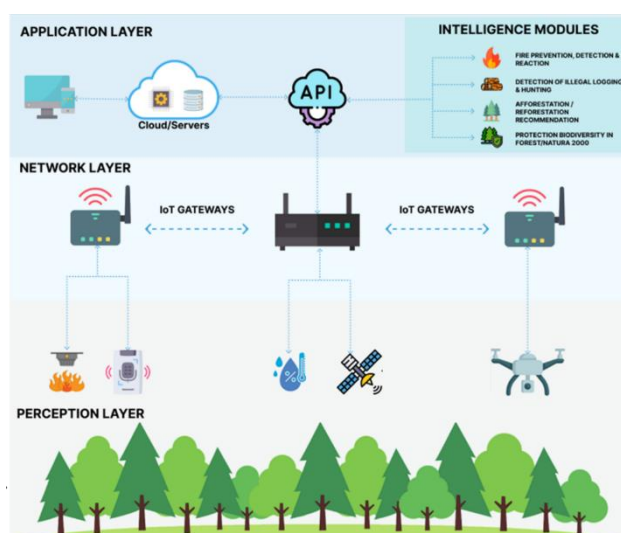 APPLICATION LAYER
INTELLIGENCE MODULES
FIRE PREVENTION, DETECTION &
REACTION
DETECTION OF ILLEGAL LOGGING
& HUNTING
AFFORESTATION /
REFORESTATION
RECOMMENDATION
PROTECTION BIODIVERSITY IN
FOREST/NATURA 2000
API
Cloud/Servers
NETWORK LAYER
IoT GATEWAYS
IoT GATEWAYS
%
PERCEPTION LAYER